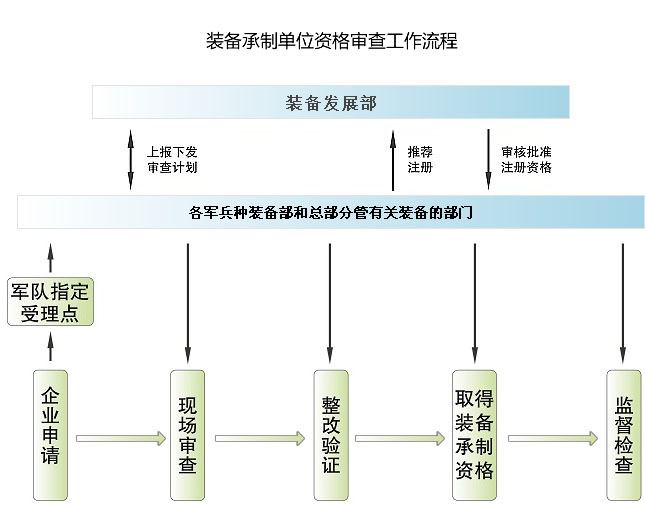 装备承制单位资格审查工作流程
装备发展部
上报下发
审查计划
推荐
注册
审核批准
注册资格
各军兵种装备部和总部分管有关装备的部门
军队指定
受理点
企业申请
现场审查
整改验证
取得
装备
承制
资格
监督检查